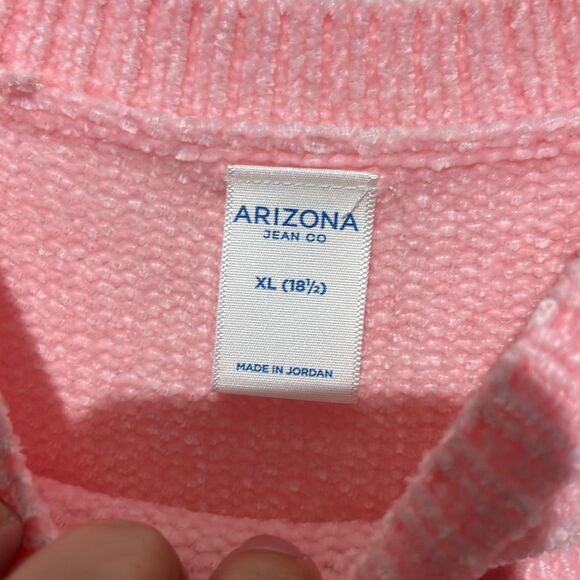 ARIZONA
JEAN CO
XL (18½)
MADE IN JORDAN